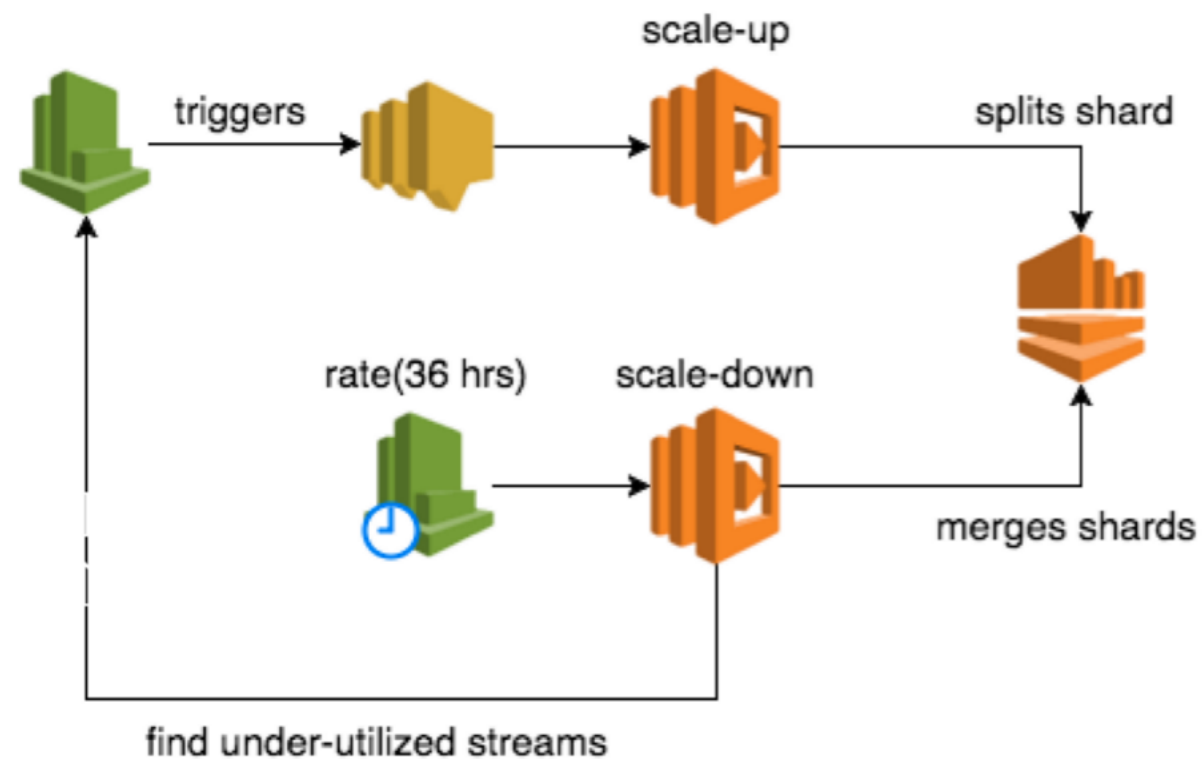 scale-up
triggers
splits shard
rate(36 hrs)
scale-down
merges shards
find under-utilized streams